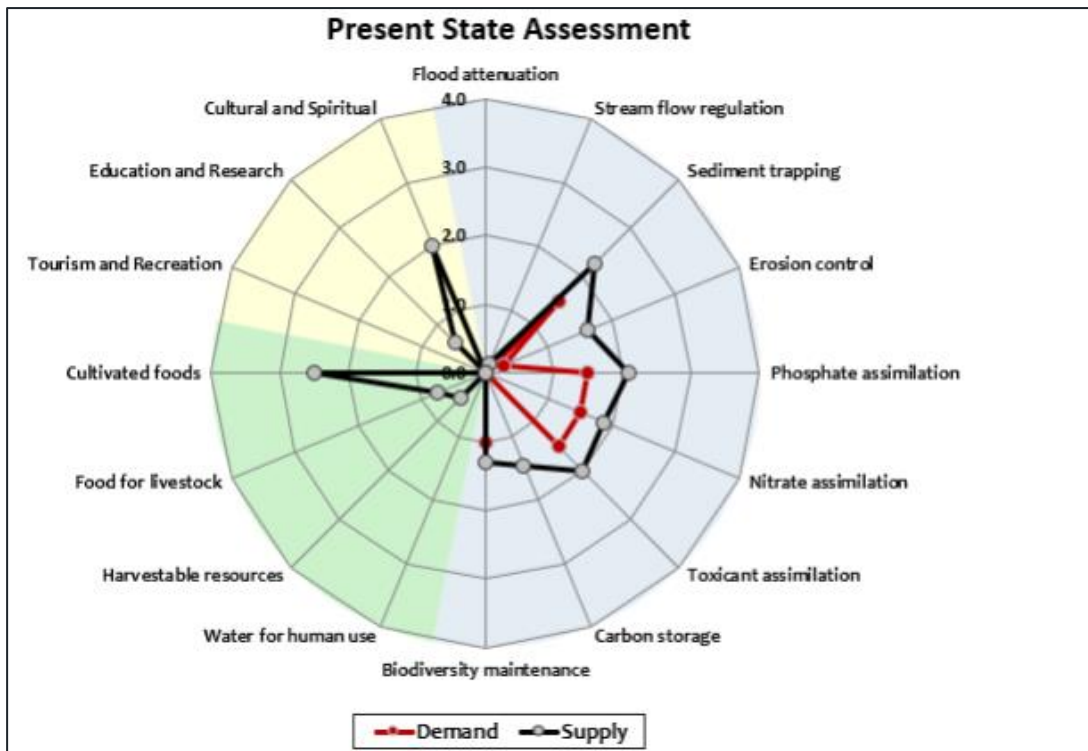 Present State Assessment
Flood attenuation
Cultural and Spiritual
4.0
Stream flow regulation
Education and Research
3.0
Sediment trapping
Tourism and Recreation
2.0
Erosion control
.0
0.0
Cultivated foods
Phosphate assimilation
Food for livestock
Nitrate assimilation
Harvestable resources
Toxicant assimilation
Water for human use
Carbon storage
Biodiversity maintenance
Demand
Supply